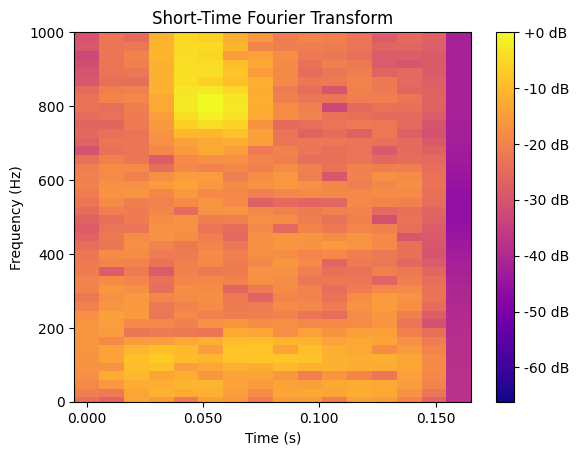 Short-Time Fourier Transform
1000
800
600
400
200
0
Frequency (Hz)
0.000
0.050
0.100
0.150
Time (s)
+0 dB
-10 dB
-20 dB
-30 dB
-40 dB
-50 dB
-60 dB